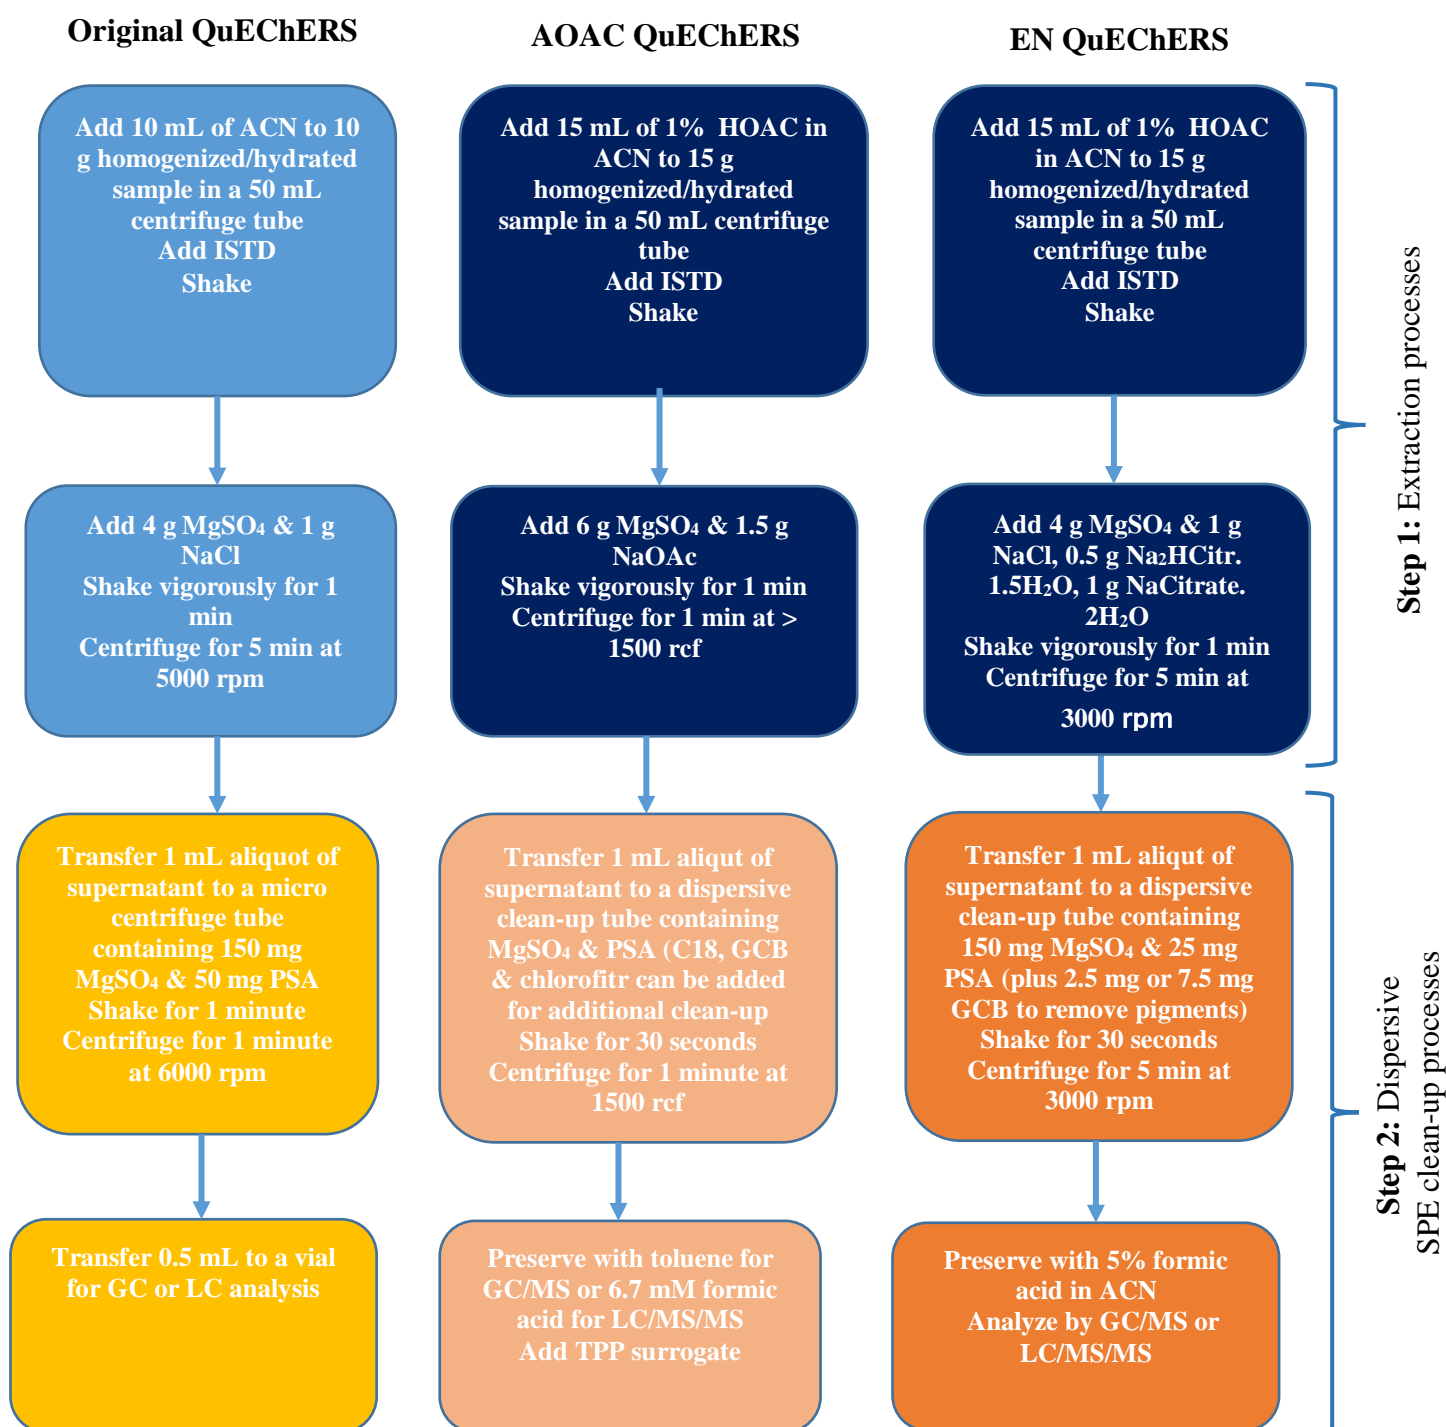 Original QuEChERS
AOAC QuEChERS
EN QuEChERS
Add 10 mL of ACN to 10
g homogenized/hydrated
sample in a 50 mL
centrifuge tube
Add ISTD
Shake
Add 15 mL of 1%  HOAC in
ACN to 15 g
homogenized/hydrated
sample in a 50 mL centrifuge
tube
Add ISTD
Shake
Add 15 mL of 1%  HOAC
in ACN to 15 g
homogenized/hydrated
sample in a 50 mL
centrifuge tube
Add ISTD
Shake
Step 1: Extraction processes
Add 4 g MgSO₄ & 1 g
NaCl
Shake vigorously for 1
min
Centrifuge for 5 min at
5000 rpm
Add 6 g MgSO₄ & 1.5 g
NaOAc
Shake vigorously for 1 min
Centrifuge for 1 min at >
1500 rcf
Add 4 g MgSO₄ & 1 g
NaCl, 0.5 g Na₂HCitr.
1.5H₂O, 1 g NaCitrate.
2H₂O
Shake vigorously for 1 min
Centrifuge for 5 min at
3000 rpm
Transfer 1 mL aliquot of
supernatant to a micro
centrifuge tube
containing 150 mg
MgSO₄ & 50 mg PSA
Shake for 1 minute
Centrifuge for 1 minute
at 6000 rpm
Transfer 1 mL aliqut of
supernatant to a dispersive
clean-up tube containing
MgSO₄ & PSA (C18, GCB
& chlorofitr can be added
for additional clean-up
Shake for 30 seconds
Centrifuge for 1 minute at
1500 rcf
Transfer 1 mL aliqut of
supernatant to a dispersive
clean-up tube containing
150 mg MgSO₄ & 25 mg
PSA (plus 2.5 mg or 7.5 mg
GCB to remove pigments)
Shake for 30 seconds
Centrifuge for 5 min at
3000 rpm
Step 2: Dispersive
SPE clean-up processes
Transfer 0.5 mL to a vial
for GC or LC analysis
Preserve with toluene for
GC/MS or 6.7 mM formic
acid for LC/MS/MS
Add TPP surrogate
Preserve with 5% formic
acid in ACN
Analyze by GC/MS or
LC/MS/MS